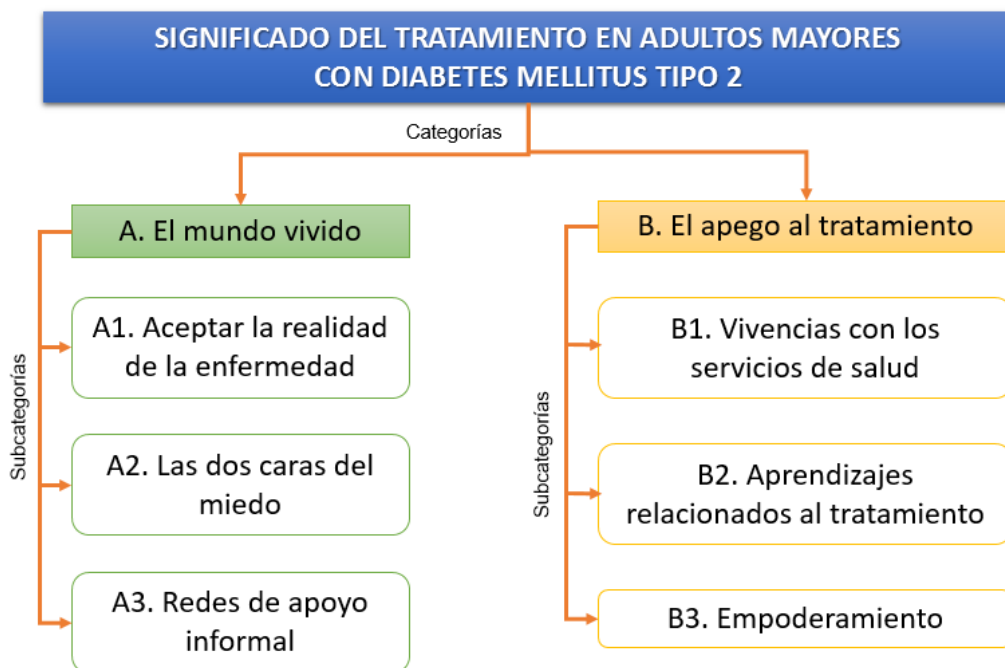 SIGNIFICADO DEL TRATAMIENTO EN ADULTOS MAYORES
CON DIABETES MELLITUS TIPO 2
Categorías
A. El mundo vivido
Subcategorías
A1. Aceptar la realidad
de la enfermedad
A2. Las dos caras del
miedo
A3. Redes de apoyo
informal
B. El apego al tratamiento
Subcategorías
B1. Vivencias con los
servicios de salud
B2. Aprendizajes
relacionados al tratamiento
B3. Empoderamiento